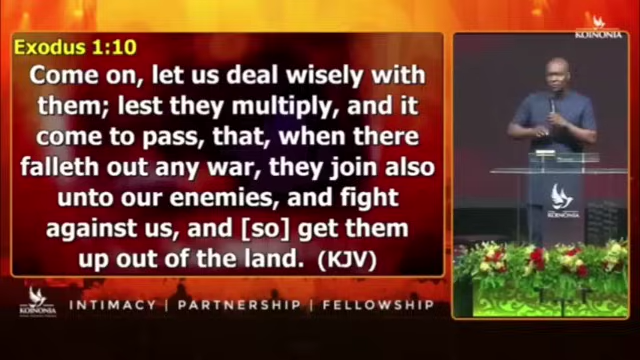 Exodus 1:10
Come on, let us deal wisely with
them; lest they multiply, and it
come to pass, that, when there
falleth out any war, they join also
unto our enemies, and fight
against us, and [so] get them
up out of the land. (KJV)
KOINONIA
KOINONIA
KOINONIA
INTIMACY | PARTNERSHIP | FELLOWSHIP